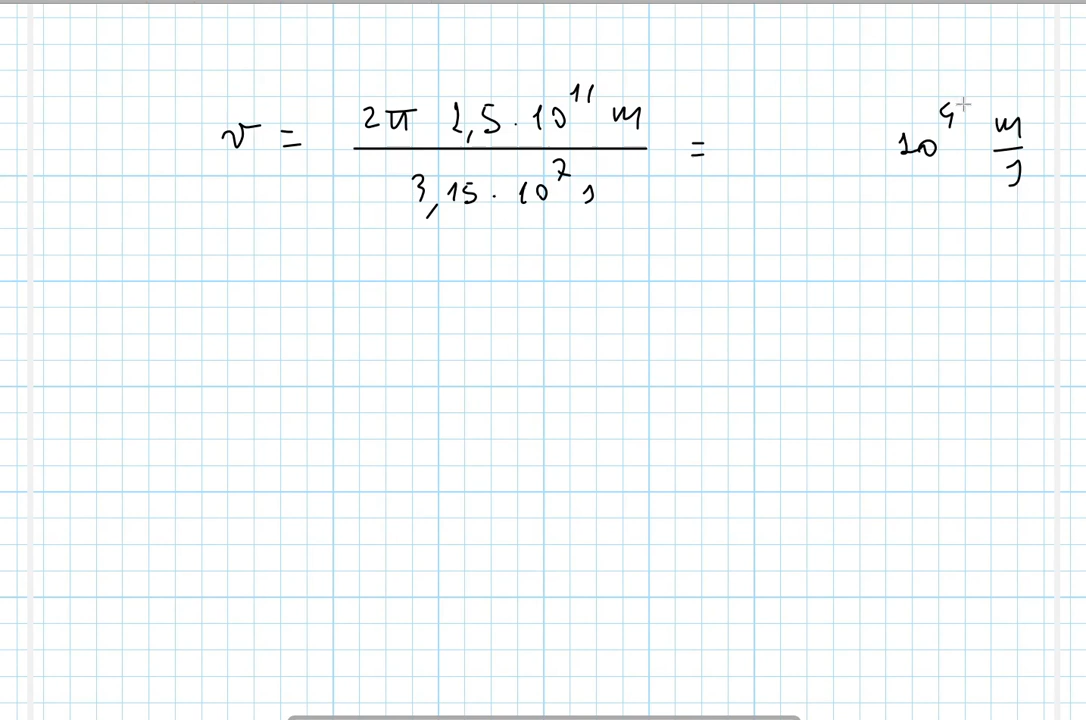 v = (2π 1,5 · 10¹¹ m) / (3,15 · 10⁷ s) = 10⁴ m/s